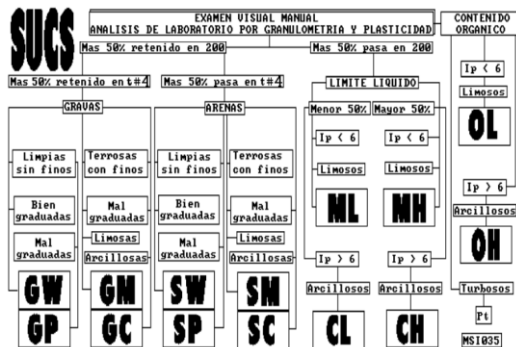 SUCS
EXAMEN VISUAL MANUAL
ANALISIS DE LABORATORIO POR GRANULOMETRIA Y PLASTICIDAD
CONTENIDO
ORGANICO
Mas 50% retenido en 200
Mas 50% pasa en 200
Mas 50% retenido en t#4
Mas 50% pasa en t#4
GRAVAS
ARENAS
Limpias
sin finos
Terrosas
con finos
Limpias
sin finos
Terrosas
con finos
Bien
graduadas
Mal
graduadas
Bien
graduadas
Mal
graduadas
Mal
graduadas
Limosas
Arcillosas
Mal
graduadas
Limosas
Arcillosas
GW
GP
GM
GC
SW
SP
SM
SC
LIMITE LIQUIDO
Menor 50%
Mayor 50%
Ip < 6
Ip < 6
Limosos
Limosos
ML
MH
Ip > 6
Ip > 6
Arcillosos
Arcillosos
CL
CH
Ip < 6
Limosos
OL
Ip > 6
Arcillosos
OH
Turbosos
Pt
MSI035